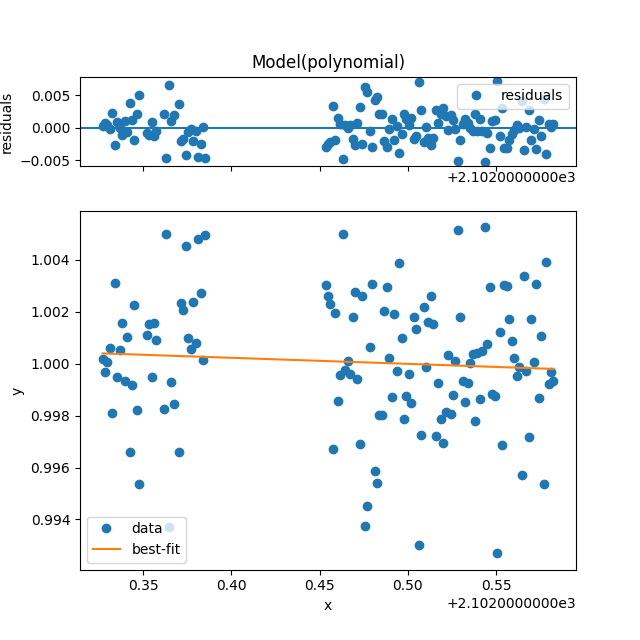 Model(polynomial)
residuals
0.005
0.000
−0.005
residuals
+2.1020000000e3
y
1.004
1.002
1.000
0.998
0.996
0.994
data
best-fit
0.35
0.40
0.45
0.50
0.55
x
+2.1020000000e3